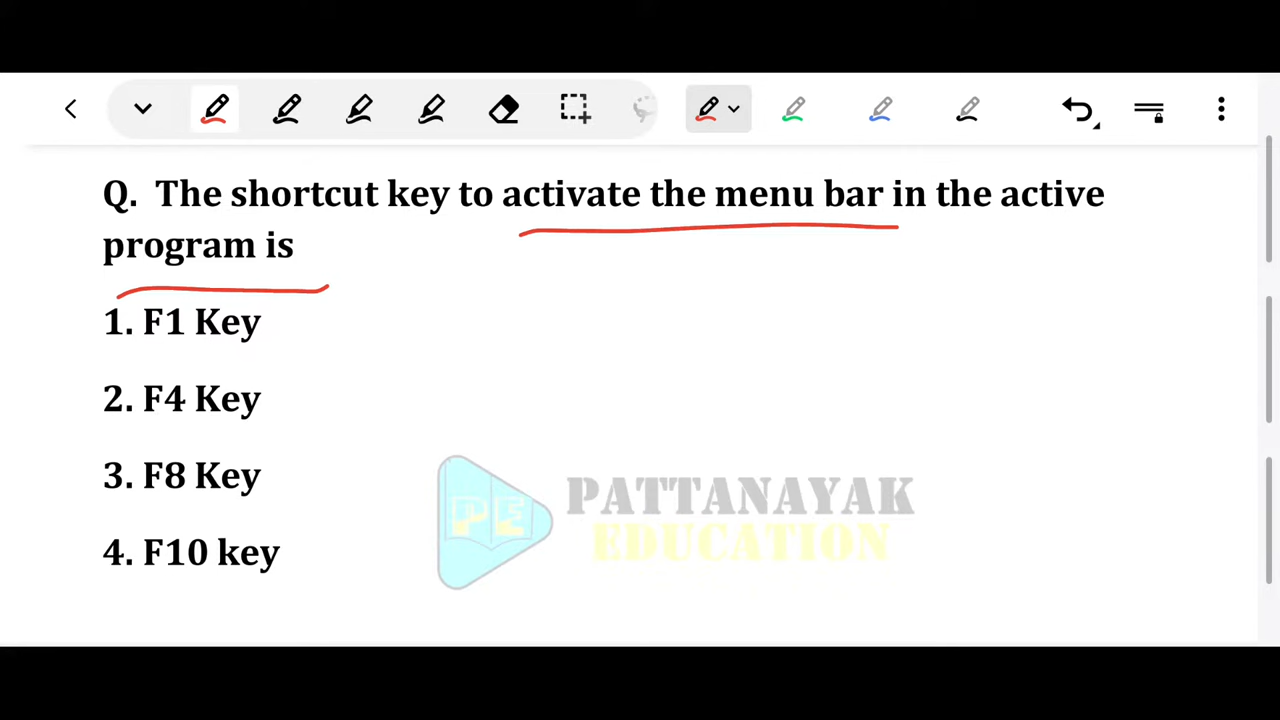 Q. The shortcut key to activate the menu bar in the active
program is
1. F1 Key
2. F4 Key
3. F8 Key
4. F10 key
PE
PATTANAYAK
EDUCATION